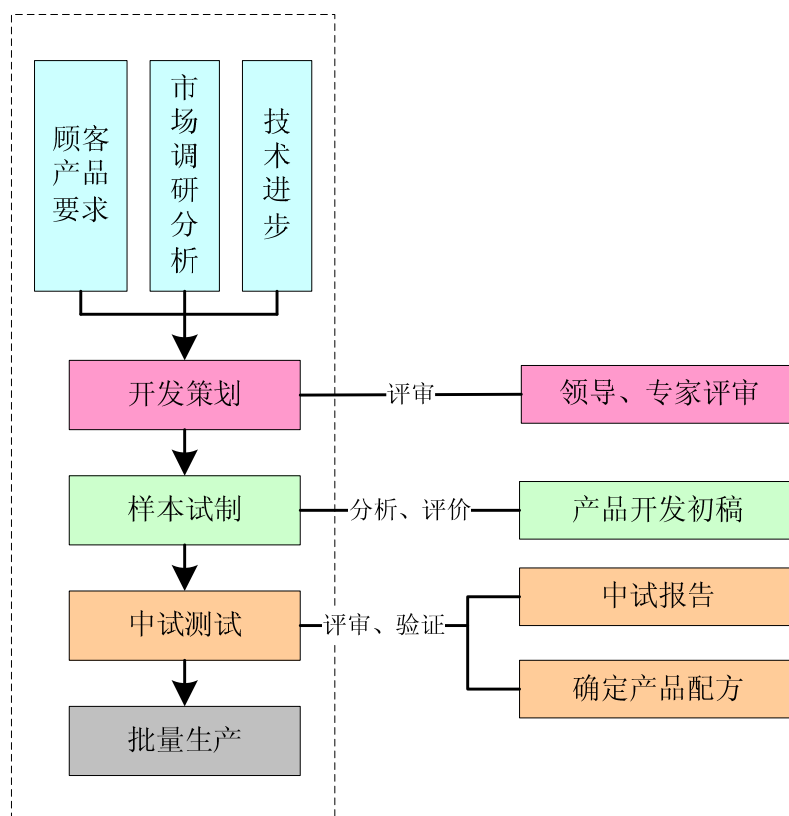 顾客
产品
要求
市场调研分析
技术进步
开发策划
评审
领导、专家评审
样本试制
分析、评价
产品开发初稿
中试测试
评审、验证
中试报告
确定产品配方
批量生产